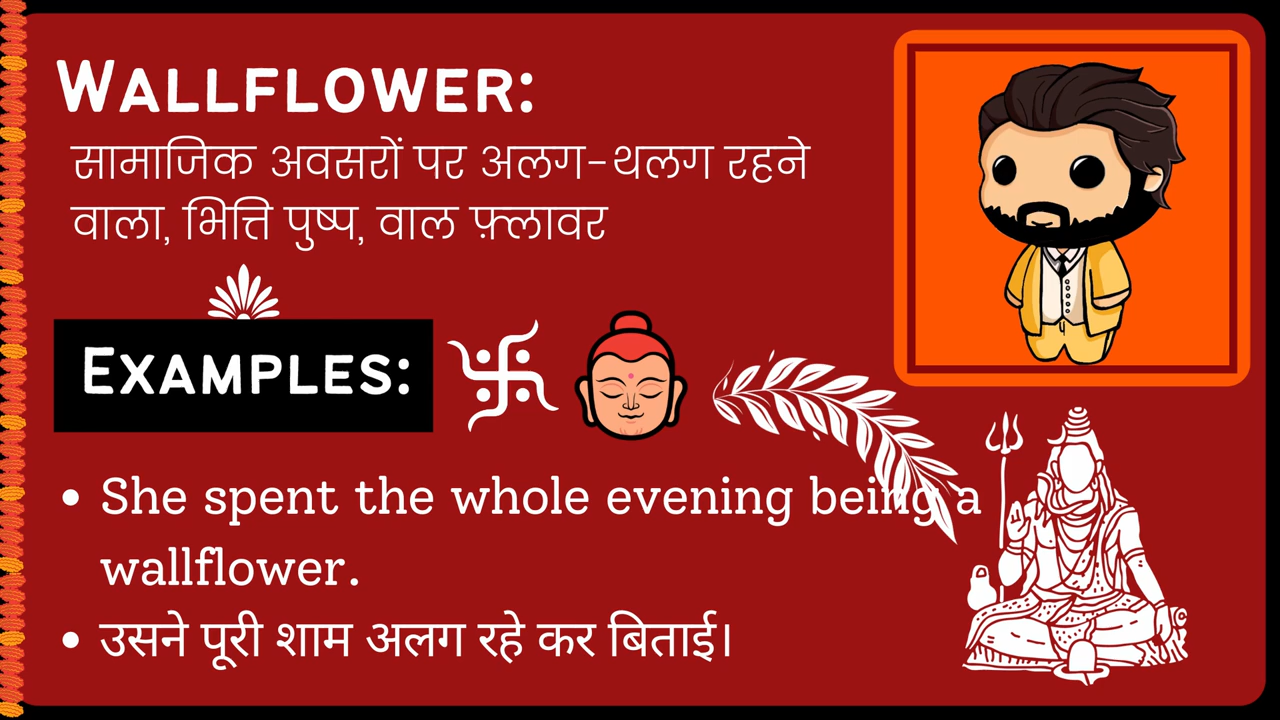 WALLFLOWER:
सामाजिक अवसरों पर अलग-थलग रहने
वाला, भित्ति पुष्प, वाल फ़्लावर
EXAMPLES:
• She spent the whole evening being a
wallflower.
• उसने पूरी शाम अलग रहे कर बिताई।